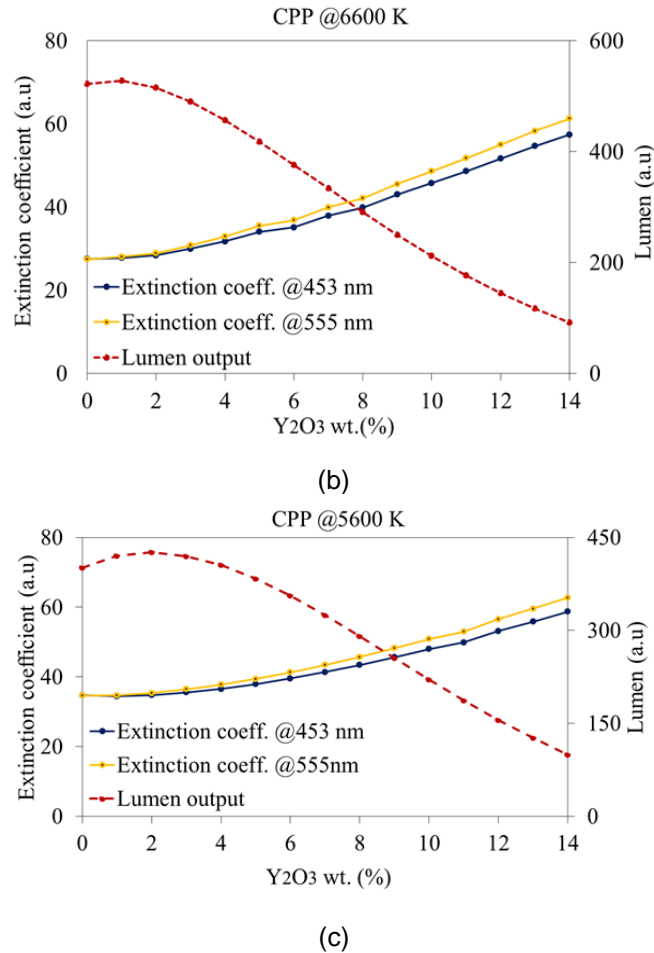 CPP @6600 K
Extinction coefficient (a.u)
80
60
40
20
0
Extinction coeff. @453 nm
Extinction coeff. @555 nm
Lumen output
600
400
200
0
Lumen (a.u)
0 2 4 6 8 10 12 14
Y2O3 wt.(%)
(b)
CPP @5600 K
Extinction coefficient (a.u)
80
60
40
20
0
Extinction coeff. @453 nm
Extinction coeff. @555nm
Lumen output
450
300
150
0
Lumen (a.u)
0 2 4 6 8 10 12 14
Y2O3 wt. (%)
(c)